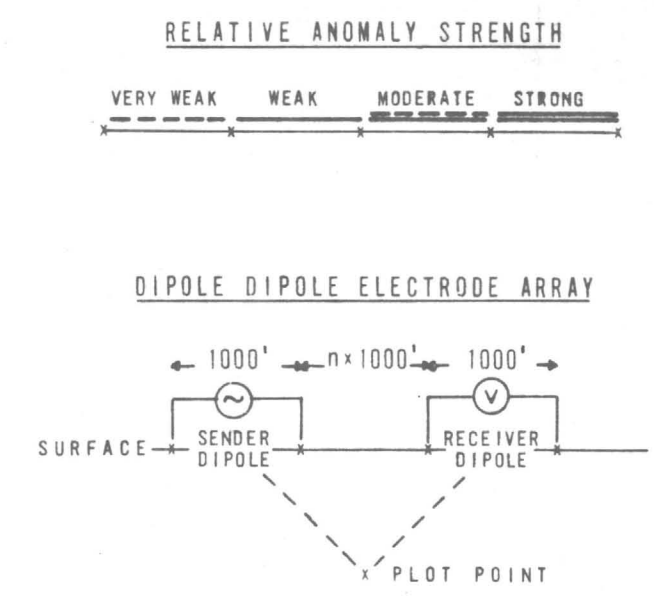 RELATIVE ANOMALY STRENGTH
VERY WEAK WEAK MODERATE STRONG
DIPOLE DIPOLE ELECTRODE ARRAY
1000' n x 1000' 1000'
~ V
SURFACE SENDER RECEIVER
DIPOLE DIPOLE
x PLOT POINT